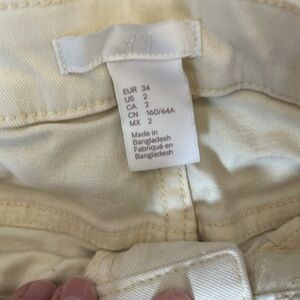 EUR 34
US 2
CA 2
CN 160/64A
MX 2
Made in
Bangladesh
Fabriqué en
Bangladesh